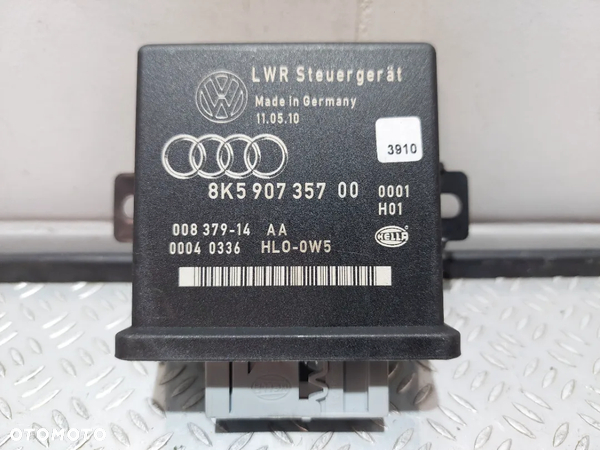 LWR Steuergerät
Made in Germany
11.05.10
3910
8K5 907 357 00 0001
H01
008 379-14 AA
0004 0336 HLO-0W5
HELLA
OTOMOTO